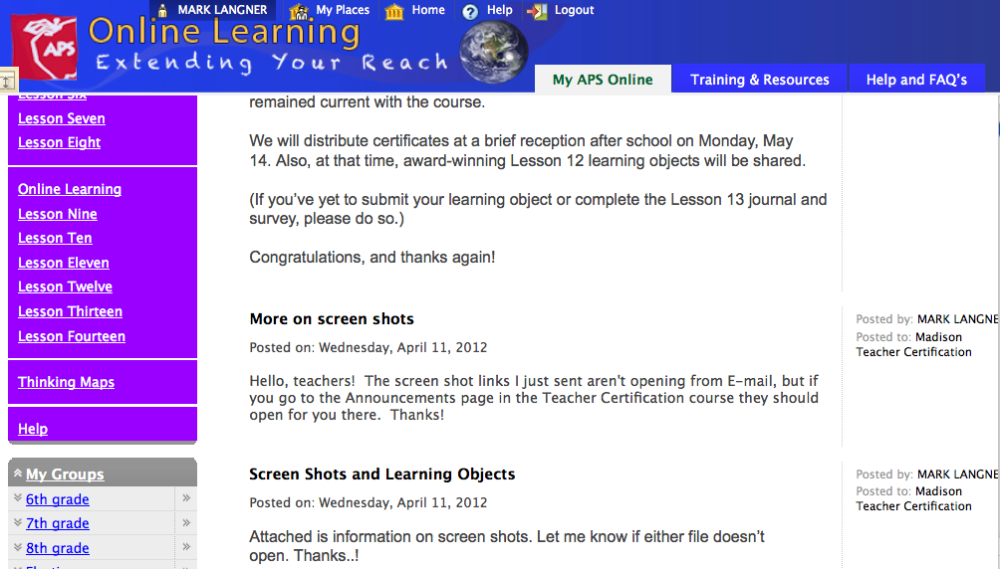 MARK LANGNER
My Places
Home
Help
Logout
APS
Online Learning
Extending Your Reach
My APS Online
Training & Resources
Help and FAQ's
Lesson Six
Lesson Seven
Lesson Eight
Online Learning
Lesson Nine
Lesson Ten
Lesson Eleven
Lesson Twelve
Lesson Thirteen
Lesson Fourteen
Thinking Maps
Help
My Groups
6th grade
7th grade
8th grade
remained current with the course.
We will distribute certificates at a brief reception after school on Monday, May
14. Also, at that time, award-winning Lesson 12 learning objects will be shared.
(If you've yet to submit your learning object or complete the Lesson 13 journal and
survey, please do so.)
Congratulations, and thanks again!
More on screen shots
Posted on: Wednesday, April 11, 2012
Hello, teachers!  The screen shot links I just sent aren't opening from E-mail, but if
you go to the Announcements page in the Teacher Certification course they should
open for you there.  Thanks!
Posted by: MARK LANGNE
Posted to: Madison
Teacher Certification
Screen Shots and Learning Objects
Posted on: Wednesday, April 11, 2012
Attached is information on screen shots. Let me know if either file doesn't
open. Thanks..!
Posted by: MARK LANGNE
Posted to: Madison
Teacher Certification